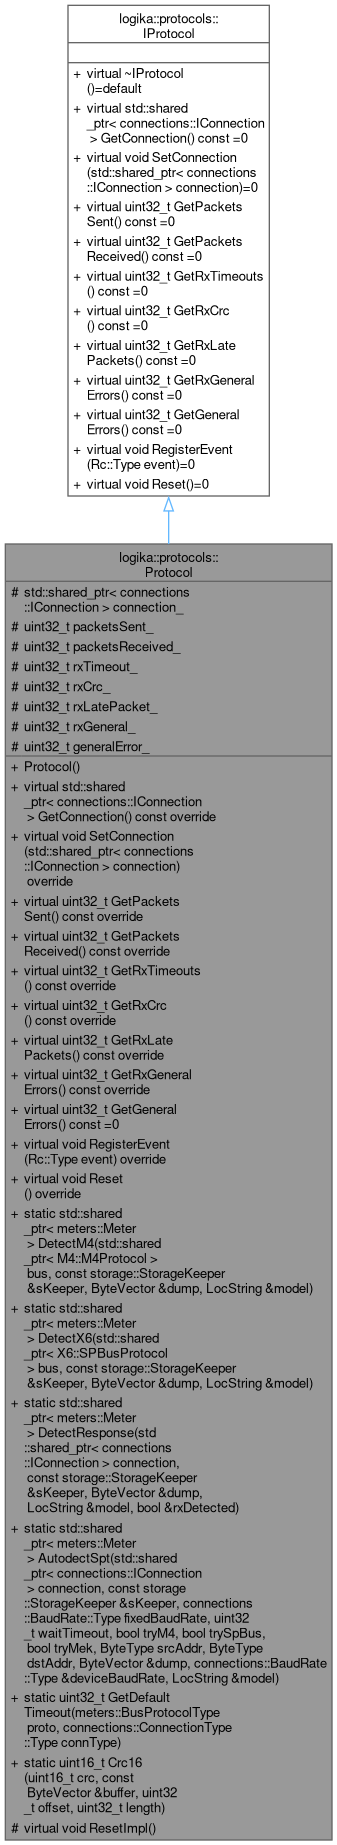 logika::protocols::
IProtocol
+ virtual ~IProtocol
()=default
+ virtual std::shared
_ptr< connections::IConnection
> GetConnection() const =0
+ virtual void SetConnection
(std::shared_ptr< connections
::IConnection > connection)=0
+ virtual uint32_t GetPackets
Sent() const =0
+ virtual uint32_t GetPackets
Received() const =0
+ virtual uint32_t GetRxTimeouts
() const =0
+ virtual uint32_t GetRxCrc
() const =0
+ virtual uint32_t GetRxLate
Packets() const =0
+ virtual uint32_t GetRxGeneral
Errors() const =0
+ virtual uint32_t GetGeneral
Errors() const =0
+ virtual void RegisterEvent
(Rc::Type event)=0
+ virtual void Reset()=0
logika::protocols::
Protocol
# std::shared_ptr< connections
::IConnection > connection_
# uint32_t packetsSent_
# uint32_t packetsReceived_
# uint32_t rxTimeout_
# uint32_t rxCrc_
# uint32_t rxLatePacket_
# uint32_t rxGeneral_
# uint32_t generalError_
+ Protocol()
+ virtual std::shared
_ptr< connections::IConnection
> GetConnection() const override
+ virtual void SetConnection
(std::shared_ptr< connections
::IConnection > connection)
override
+ virtual uint32_t GetPackets
Sent() const override
+ virtual uint32_t GetPackets
Received() const override
+ virtual uint32_t GetRxTimeouts
() const override
+ virtual uint32_t GetRxCrc
() const override
+ virtual uint32_t GetRxLate
Packets() const override
+ virtual uint32_t GetRxGeneral
Errors() const override
+ virtual uint32_t GetGeneral
Errors() const =0
+ virtual void RegisterEvent
(Rc::Type event) override
+ virtual void Reset
() override
+ static std::shared
_ptr< meters::Meter
> DetectM4(std::shared
_ptr< M4::M4Protocol >
bus, const storage::StorageKeeper
&sKeeper, ByteVector &dump, LocString &model)
+ static std::shared
_ptr< meters::Meter
> DetectX6(std::shared
_ptr< X6::SPBusProtocol
> bus, const storage::StorageKeeper
&sKeeper, ByteVector &dump, LocString &model)
+ static std::shared
_ptr< meters::Meter
> DetectResponse(std
::shared_ptr< connections
::IConnection > connection,
const storage::StorageKeeper
&sKeeper, ByteVector &dump,
LocString &model, bool &rxDetected)
+ static std::shared
_ptr< meters::Meter
> AutodectSpt(std::shared
_ptr< connections::IConnection
> connection, const storage
::StorageKeeper &sKeeper, connections
::BaudRate::Type fixedBaudRate, uint32
_t waitTimeout, bool tryM4, bool trySpBus,
bool tryMek, ByteType srcAddr, ByteType
dstAddr, ByteVector &dump, connections::BaudRate
::Type &deviceBaudRate, LocString &model)
+ static uint32_t GetDefault
Timeout(meters::BusProtocolType
proto, connections::ConnectionType
::Type connType)
+ static uint16_t Crc16
(uint16_t crc, const
ByteVector &buffer, uint32
_t offset, uint32_t length)
# virtual void ResetImpl()